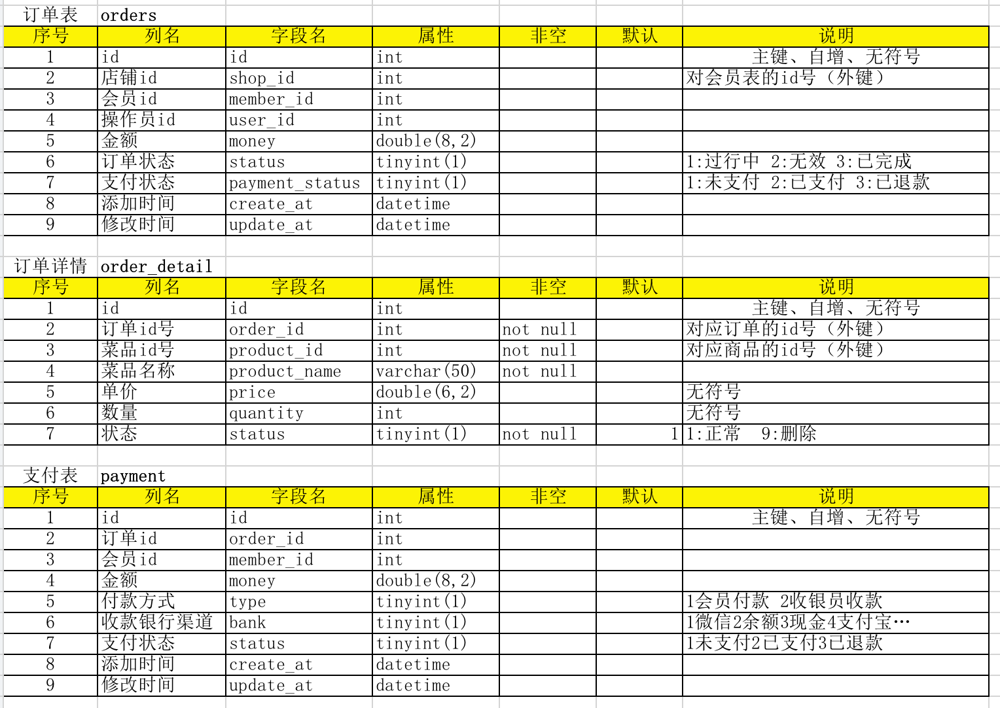 订单表 orders
序号 列名 字段名 属性 非空 默认 说明
1 id id int 主键、自增、无符号
2 店铺id shop_id int 对会员表的id号（外键）
3 会员id member_id int
4 操作员id user_id int
5 金额 money double(8,2)
6 订单状态 status tinyint(1) 1:过行中 2:无效 3:已完成
7 支付状态 payment_status tinyint(1) 1:未支付 2:已支付 3:已退款
8 添加时间 create_at datetime
9 修改时间 update_at datetime
订单详情 order_detail
序号 列名 字段名 属性 非空 默认 说明
1 id id int 主键、自增、无符号
2 订单id号 order_id int not null 对应订单的id号（外键）
3 菜品id号 product_id int not null 对应商品的id号（外键）
4 菜品名称 product_name varchar(50) not null
5 单价 price double(6,2) 无符号
6 数量 quantity int 无符号
7 状态 status tinyint(1) not null 1 1:正常 9:删除
支付表 payment
序号 列名 字段名 属性 非空 默认 说明
1 id id int 主键、自增、无符号
2 订单id order_id int
3 会员id member_id int
4 金额 money double(8,2)
5 付款方式 type tinyint(1) 1会员付款 2收银员收款
6 收款银行渠道 bank tinyint(1) 1微信2余额3现金4支付宝…
7 支付状态 status tinyint(1) 1未支付2已支付3已退款
8 添加时间 create_at datetime
9 修改时间 update_at datetime